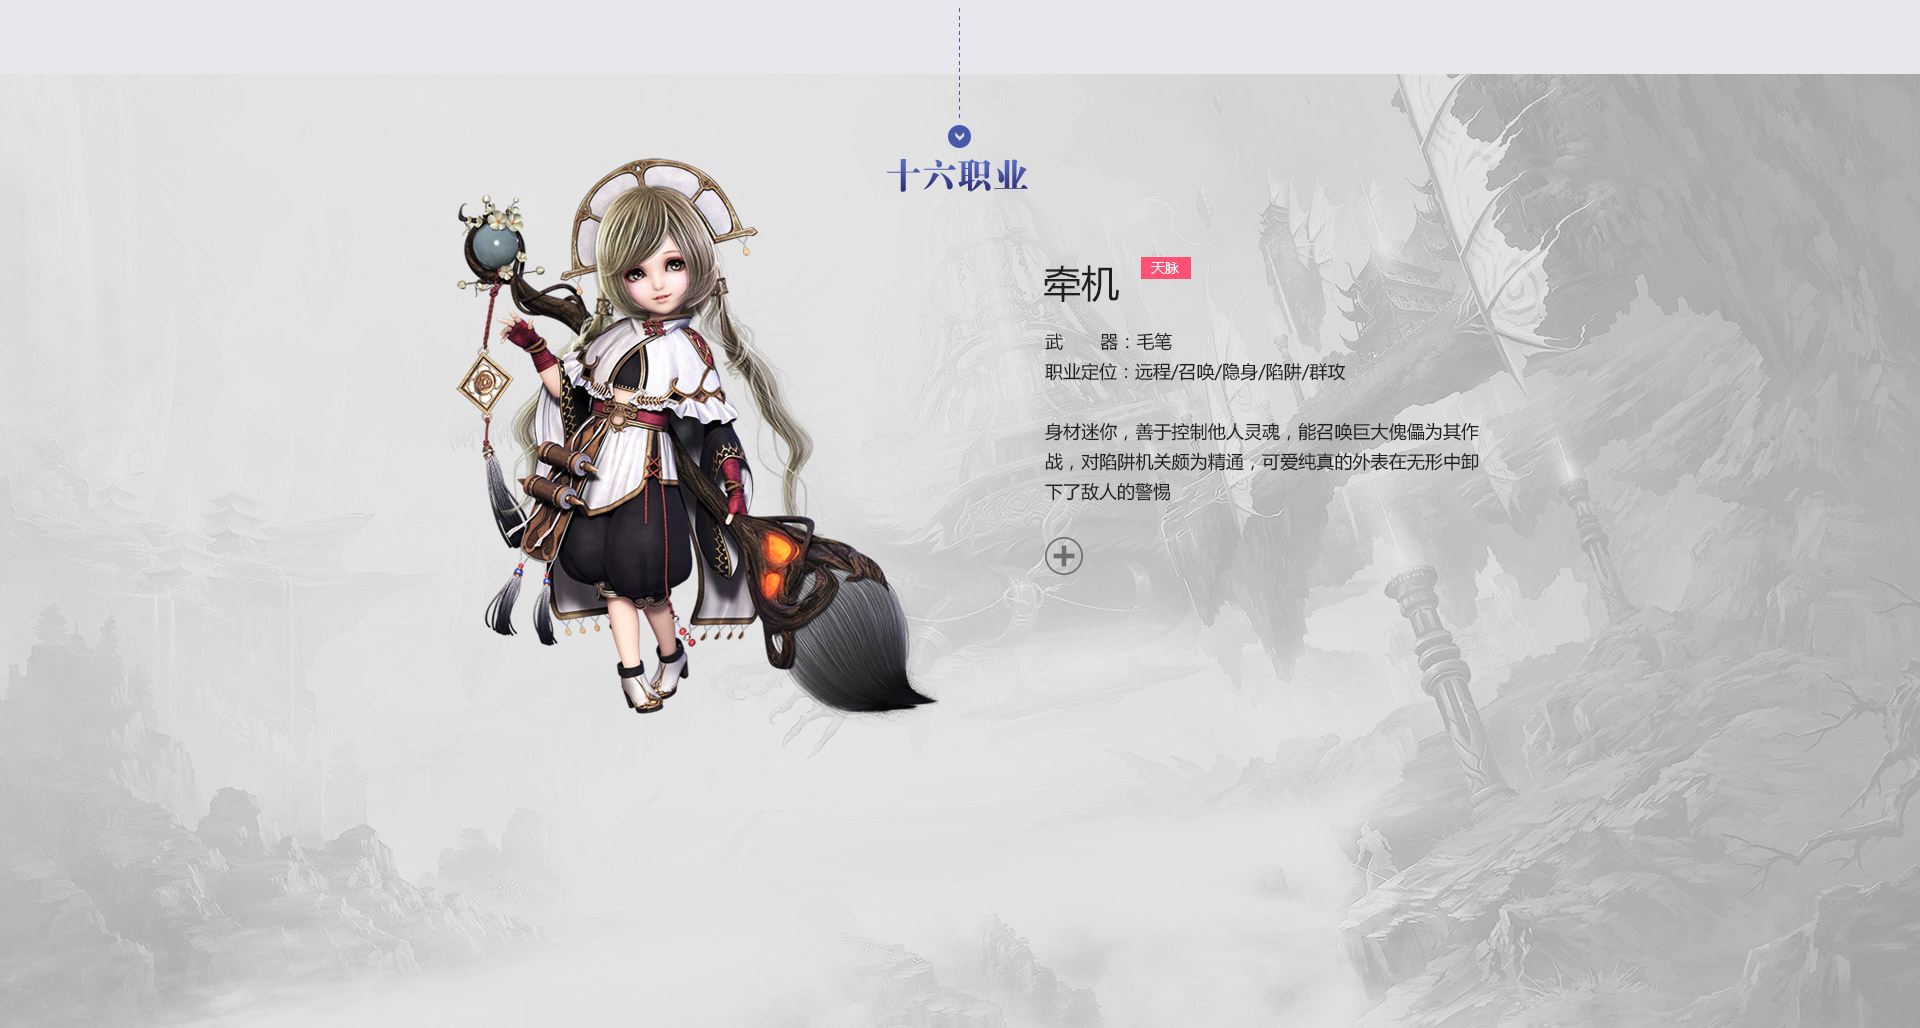 十六职业
牵机 天脉
武 器：毛笔
职业定位：远程/召唤/隐身/陷阱/群攻
身材迷你，善于控制他人灵魂，能召唤巨大傀儡为其作
战，对陷阱机关颇为精通，可爱纯真的外表在无形中卸
下了敌人的警惕